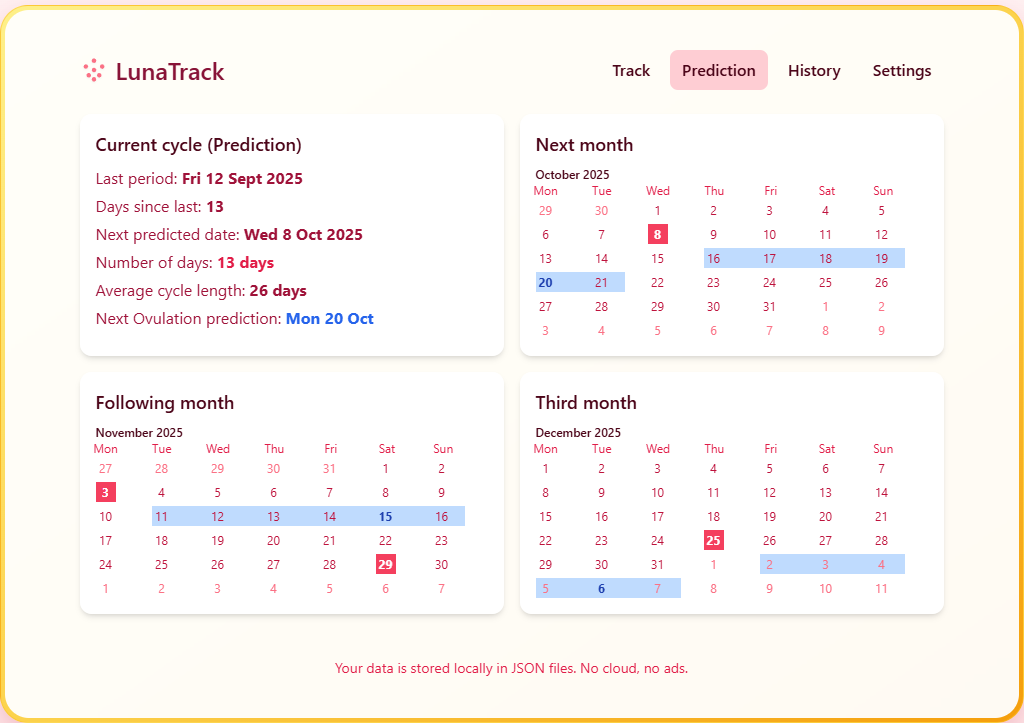 LunaTrack
Track Prediction History Settings
Current cycle (Prediction)
Last period: Fri 12 Sept 2025
Days since last: 13
Next predicted date: Wed 8 Oct 2025
Number of days: 13 days
Average cycle length: 26 days
Next Ovulation prediction: Mon 20 Oct
Next month
October 2025
Mon Tue Wed Thu Fri Sat Sun
29 30 1 2 3 4 5
6 7 8 9 10 11 12
13 14 15 16 17 18 19
20 21 22 23 24 25 26
27 28 29 30 31 1 2
3 4 5 6 7 8 9
Following month
November 2025
Mon Tue Wed Thu Fri Sat Sun
27 28 29 30 31 1 2
3 4 5 6 7 8 9
10 11 12 13 14 15 16
17 18 19 20 21 22 23
24 25 26 27 28 29 30
1 2 3 4 5 6 7
Third month
December 2025
Mon Tue Wed Thu Fri Sat Sun
1 2 3 4 5 6 7
8 9 10 11 12 13 14
15 16 17 18 19 20 21
22 23 24 25 26 27 28
29 30 31 1 2 3 4
5 6 7 8 9 10 11
Your data is stored locally in JSON files. No cloud, no ads.